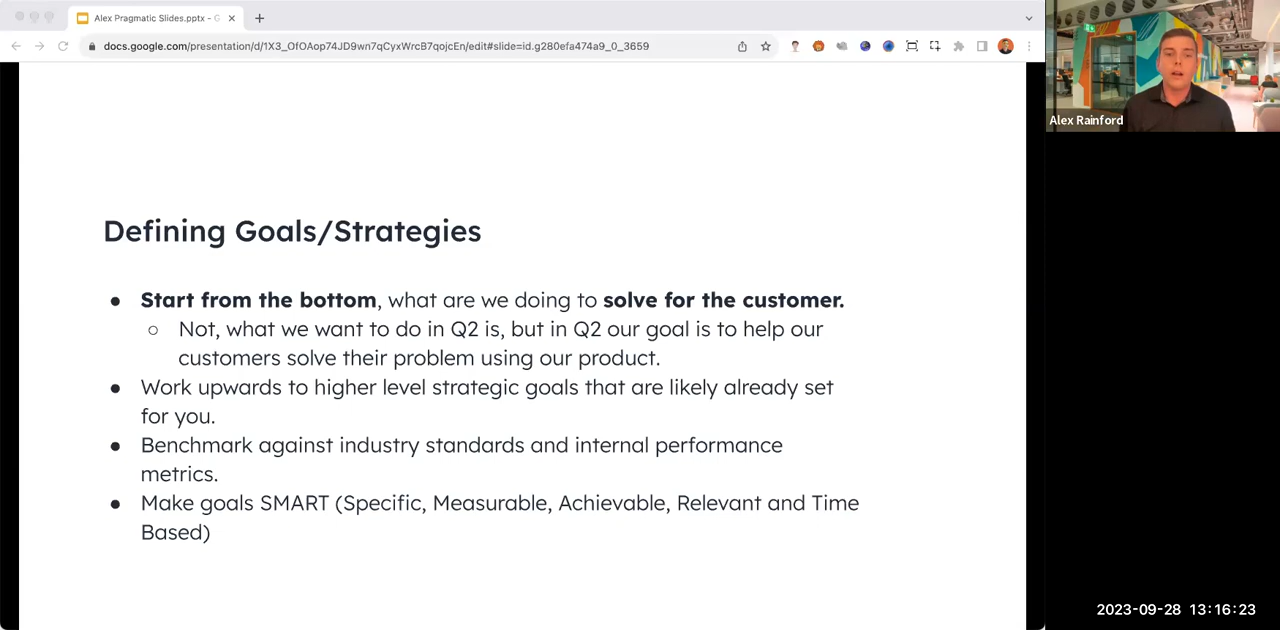 Alex Pragmatic Slides.pptx - G
docs.google.com/presentation/d/1X3_OfOAop74JD9wn7qCyxWrcB7qojcEn/edit#slide=id.g280efa474a9_0_3659
Alex Rainford
Defining Goals/Strategies
● Start from the bottom, what are we doing to solve for the customer.
○ Not, what we want to do in Q2 is, but in Q2 our goal is to help our
customers solve their problem using our product.
● Work upwards to higher level strategic goals that are likely already set
for you.
● Benchmark against industry standards and internal performance
metrics.
● Make goals SMART (Specific, Measurable, Achievable, Relevant and Time
Based)
2023-09-28 13:16:23